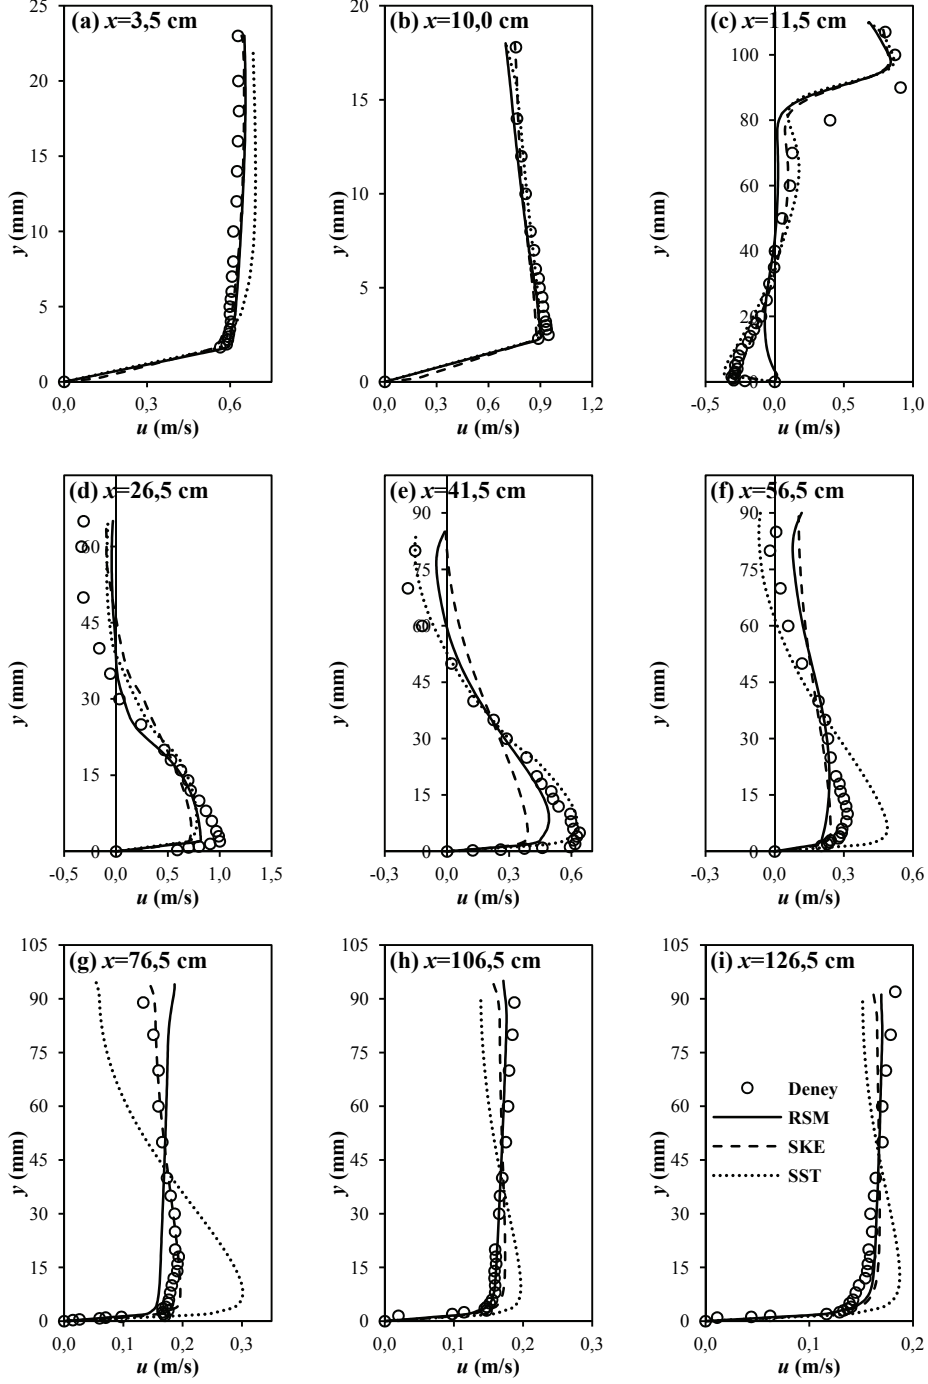 (a) x=3,5 cm
25
20
15
10
5
0
y (mm)
0,0 0,3 0,6
u (m/s)
(b) x=10,0 cm
20
15
10
5
0
y (mm)
0,0 0,3 0,6 0,9 1,2
u (m/s)
(c) x=11,5 cm
100
80
60
40
20
0
y (mm)
-0,5 0,0 0,5 1,0
u (m/s)
(d) x=26,5 cm
60
45
30
15
0
y (mm)
-0,5 0,0 0,5 1,0 1,5
u (m/s)
(e) x=41,5 cm
90
75
60
45
30
15
0
y (mm)
-0,3 0,0 0,3 0,6
u (m/s)
(f) x=56,5 cm
90
75
60
45
30
15
0
y (mm)
-0,3 0,0 0,3 0,6
u (m/s)
(g) x=76,5 cm
105
90
75
60
45
30
15
0
y (mm)
0,0 0,1 0,2 0,3
u (m/s)
(h) x=106,5 cm
105
90
75
60
45
30
15
0
y (mm)
0,0 0,1 0,2 0,3
u (m/s)
(i) x=126,5 cm
105
90
75
60
45
30
15
0
y (mm)
0,0 0,1 0,2
u (m/s)
Deney
RSM
SKE
SST